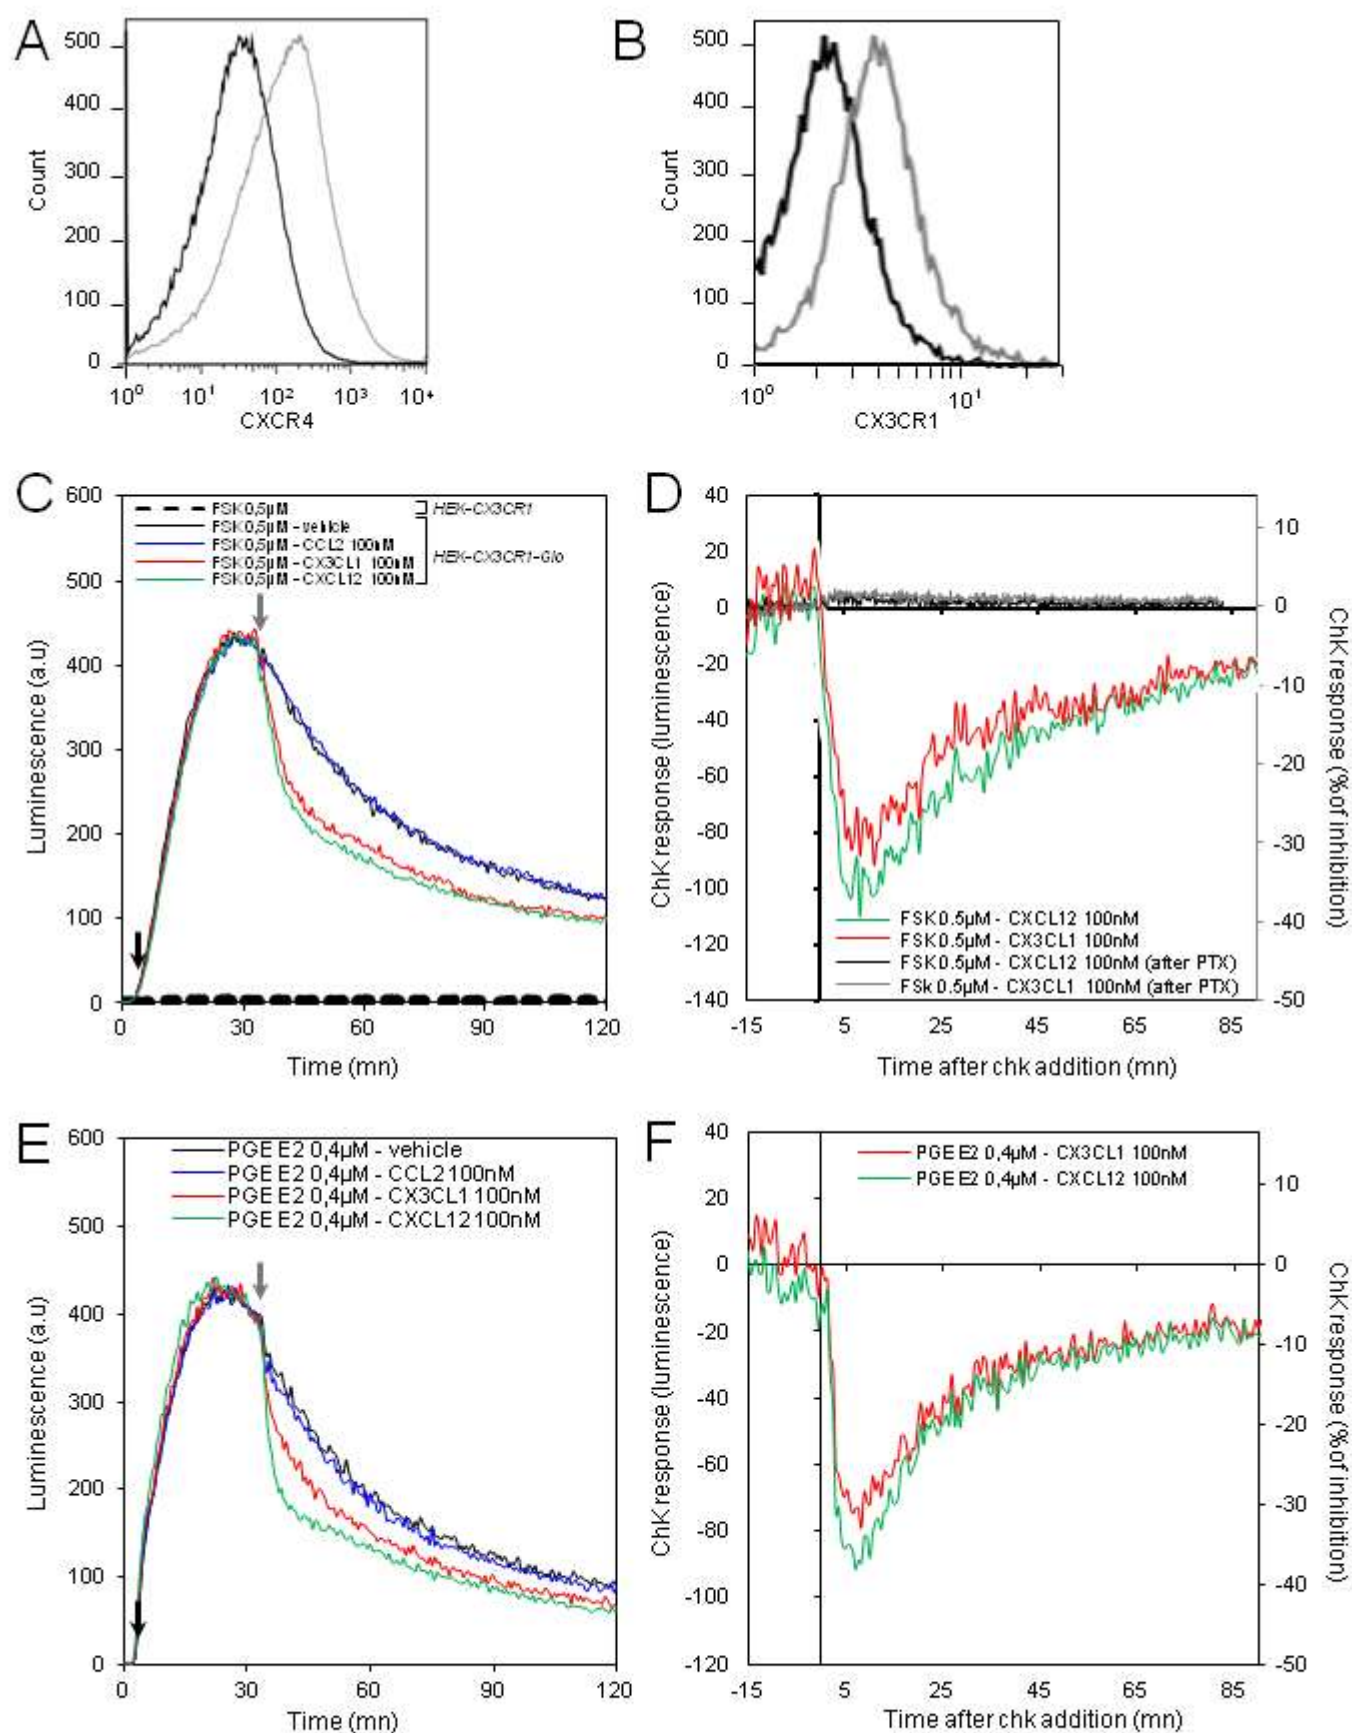 A
500
400
300
200
100
0
Count
10⁰ 10¹ 10² 10³ 10⁴
CXCR4
B
500
400
300
200
100
0
Count
10⁰ 10¹
CX3CR1
C
600
500
400
300
200
100
0
Luminescence (a.u)
FSK 0,5µM
HEK-CX3CR1
FSK 0,5µM - vehicle
FSK 0,5µM - CCL2 100nM
FSK 0,5µM - CX3CL1 100nM
FSK 0,5µM - CXCL12 100nM
HEK-CX3CR1-Glo
0 30 60 90 120
Time (mn)
D
40
20
0
-20
-40
-60
-80
-100
-120
-140
ChK response (luminescence)
10
0
-10
-20
-30
-40
-50
ChK response (% of inhibition)
FSK 0.5µM - CXCL12 100nM
FSK 0.5µM - CX3CL1 100nM
FSK 0.5µM - CXCL12 100nM (after PTX)
FSk 0.5µM - CX3CL1 100nM (after PTX)
-15 5 25 45 65 85
Time after chk addition (mn)
E
600
500
400
300
200
100
0
Luminescence (a.u)
PGE E2 0,4µM - vehicle
PGE E2 0,4µM - CCL2 100nM
PGE E2 0,4µM - CX3CL1 100nM
PGE E2 0,4µM - CXCL12 100nM
0 30 60 90 120
Time (mn)
F
40
20
0
-20
-40
-60
-80
-100
-120
ChK response (luminescence)
10
0
-10
-20
-30
-40
-50
ChK response (% of inhibition)
PGE E2 0,4µM - CX3CL1 100nM
PGE E2 0,4µM - CXCL12 100nM
-15 5 25 45 65 85
Time after chk addition (mn)